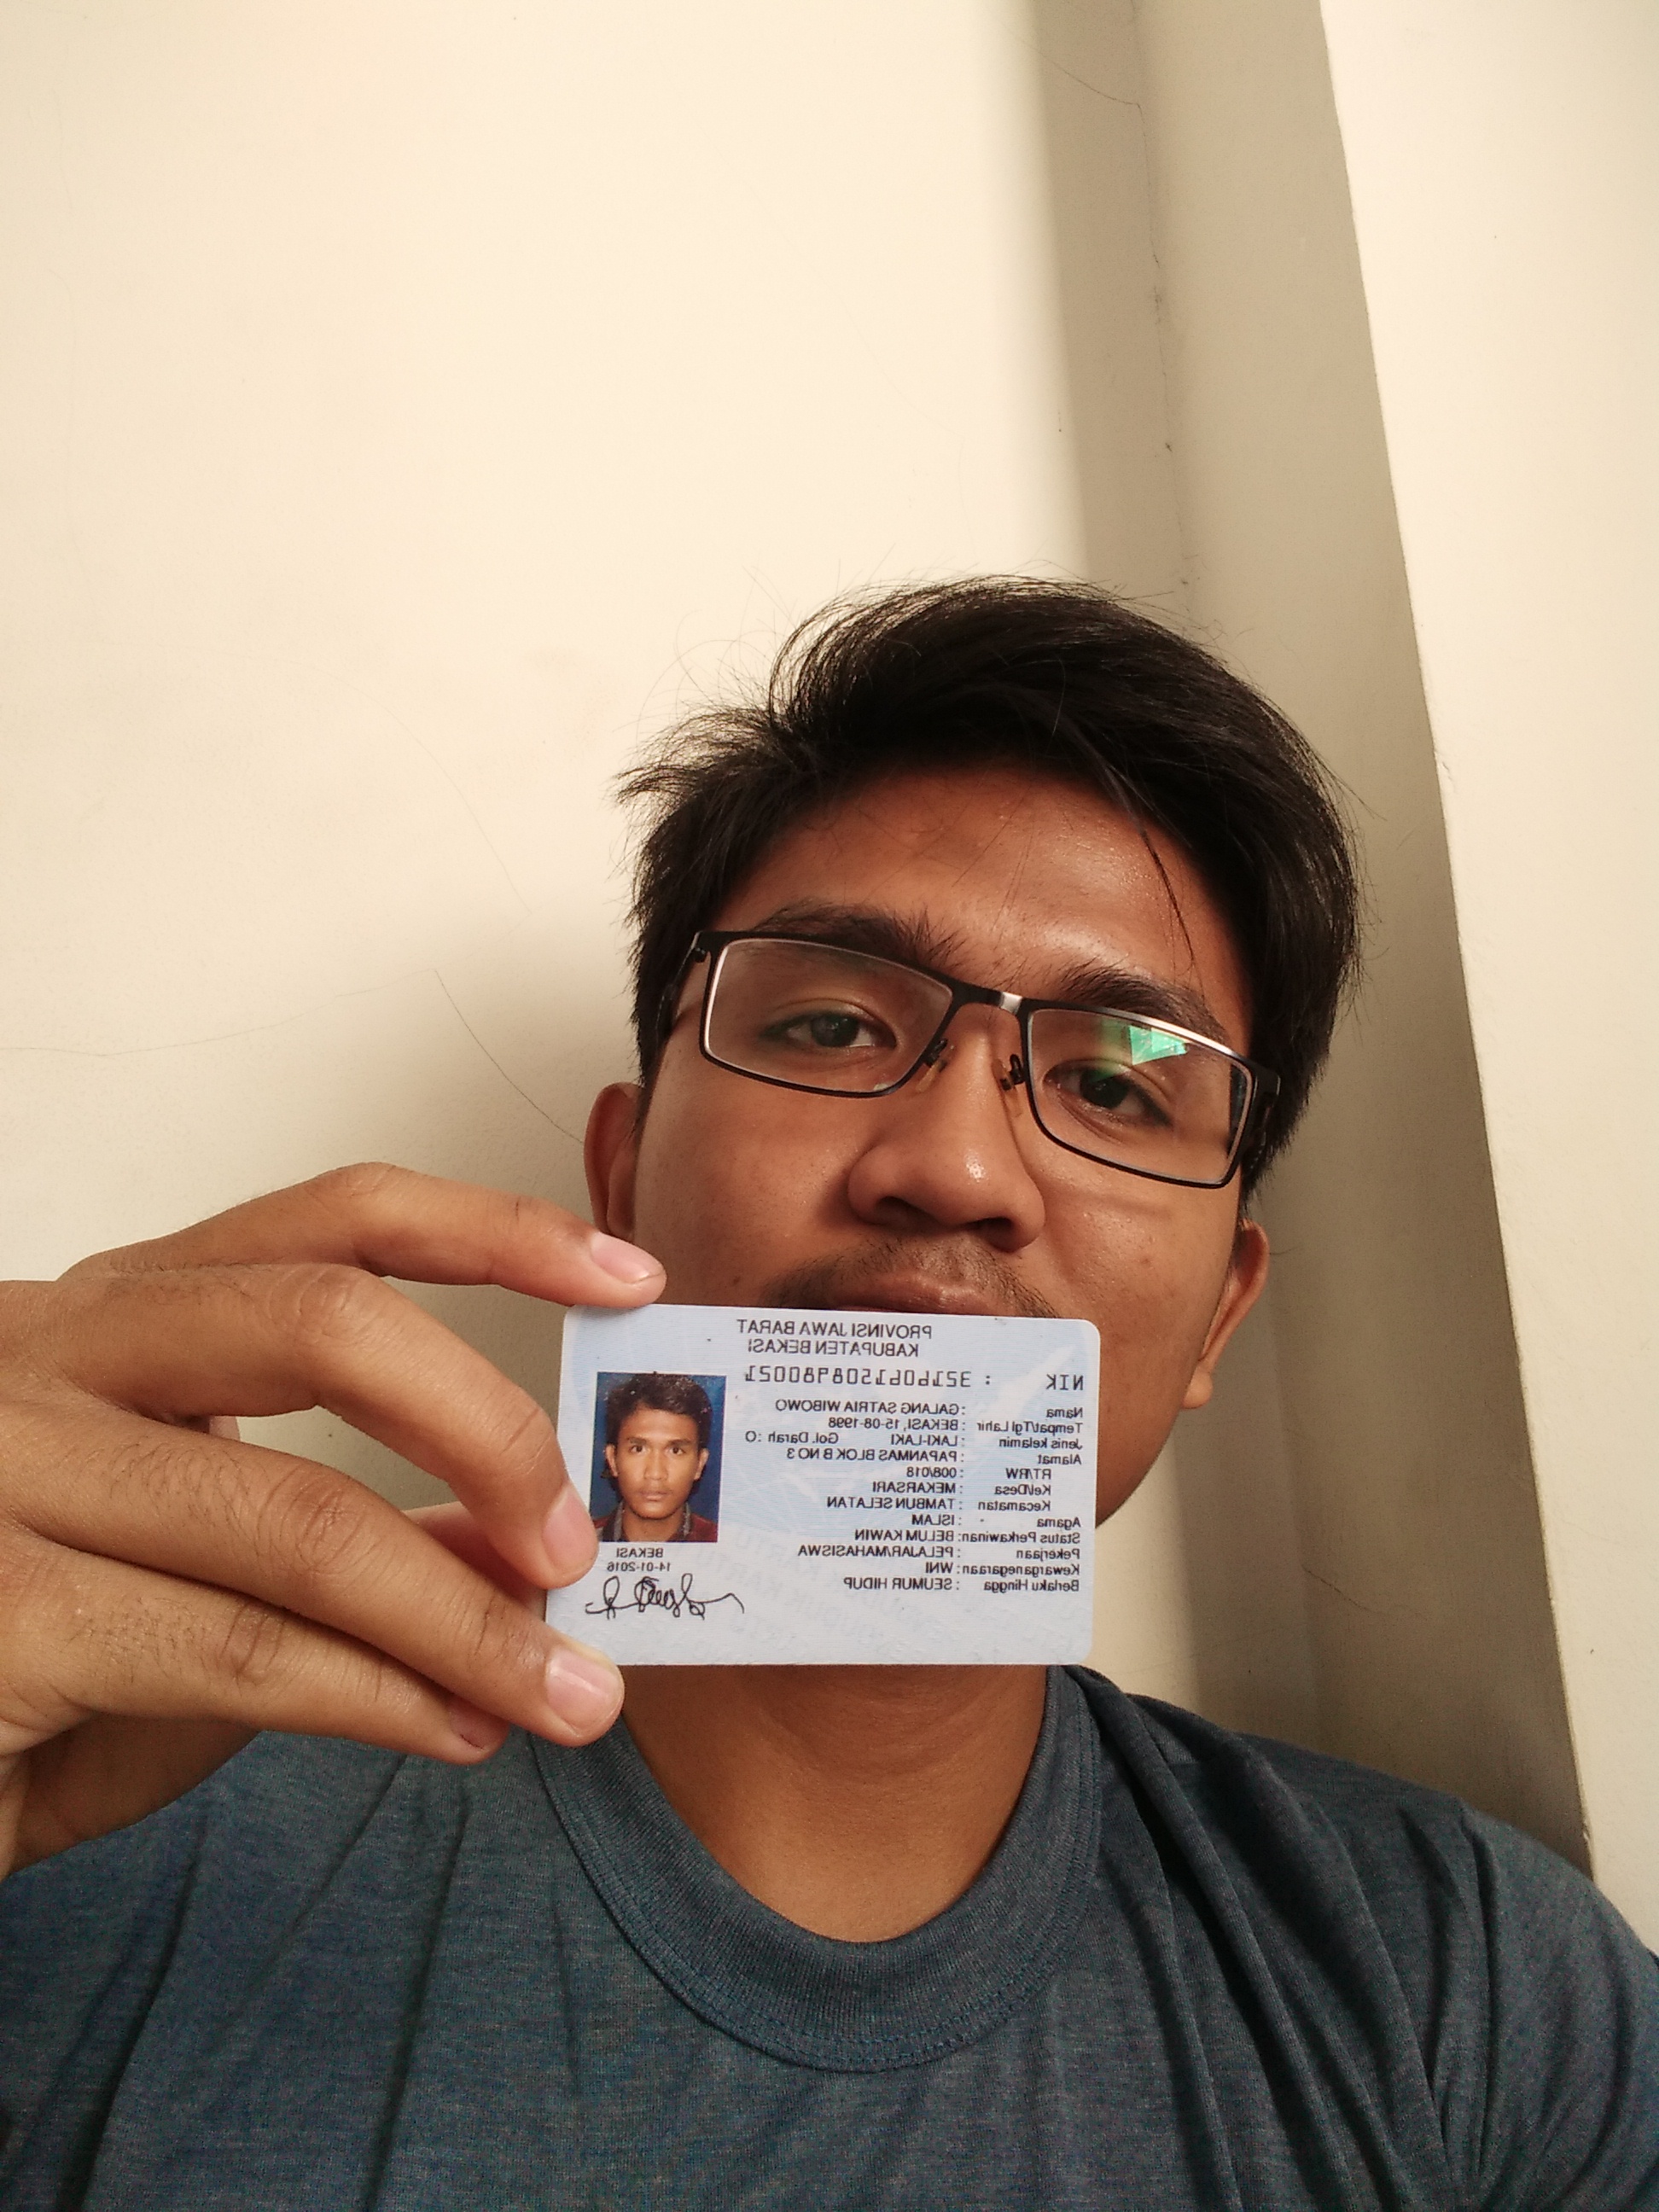 PROVINSI JAWA BARAT
KABUPATEN BEKASI
NIK : 3216061508980021
Nama : GALANG SATRIA WIBOWO
Tempat/Tgl Lahir : BEKASI, 15-08-1998
Jenis kelamin : LAKI-LAKI Gol. Darah : O
Alamat : PAPANMAS BLOK B NO 3
RT/RW : 008/018
Kel/Desa : MEKARSARI
Kecamatan : TAMBUN SELATAN
Agama : ISLAM
Status Perkawinan: BELUM KAWIN
Pekerjaan : PELAJAR/MAHASISWA
Kewarganegaraan: WNI
Berlaku Hingga : SEUMUR HIDUP
BEKASI
14-01-2016